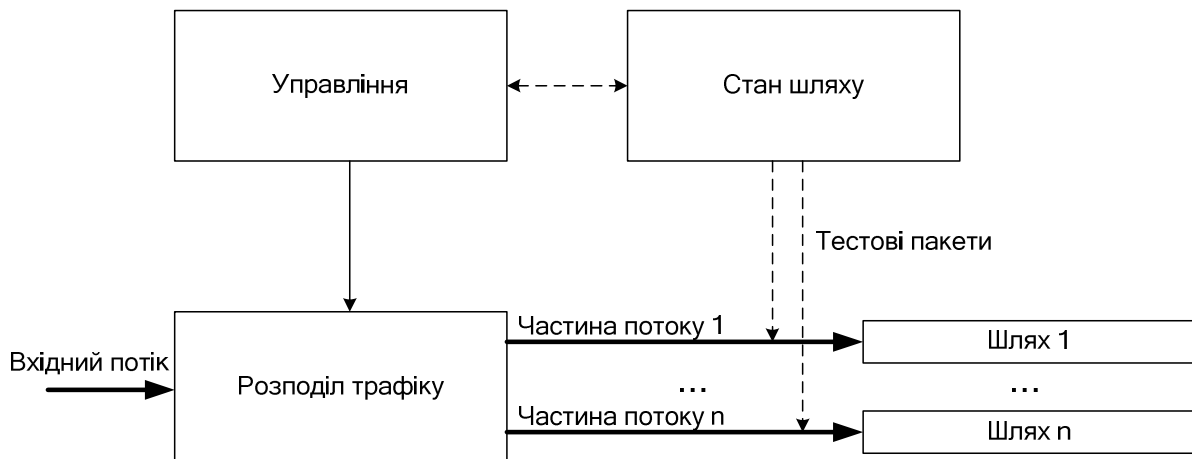 Управління
Стан шляху
Тестові пакети
Частина потоку 1
Шлях 1
Вхідний потік
Розподіл трафіку
...
...
Частина потоку n
Шлях n